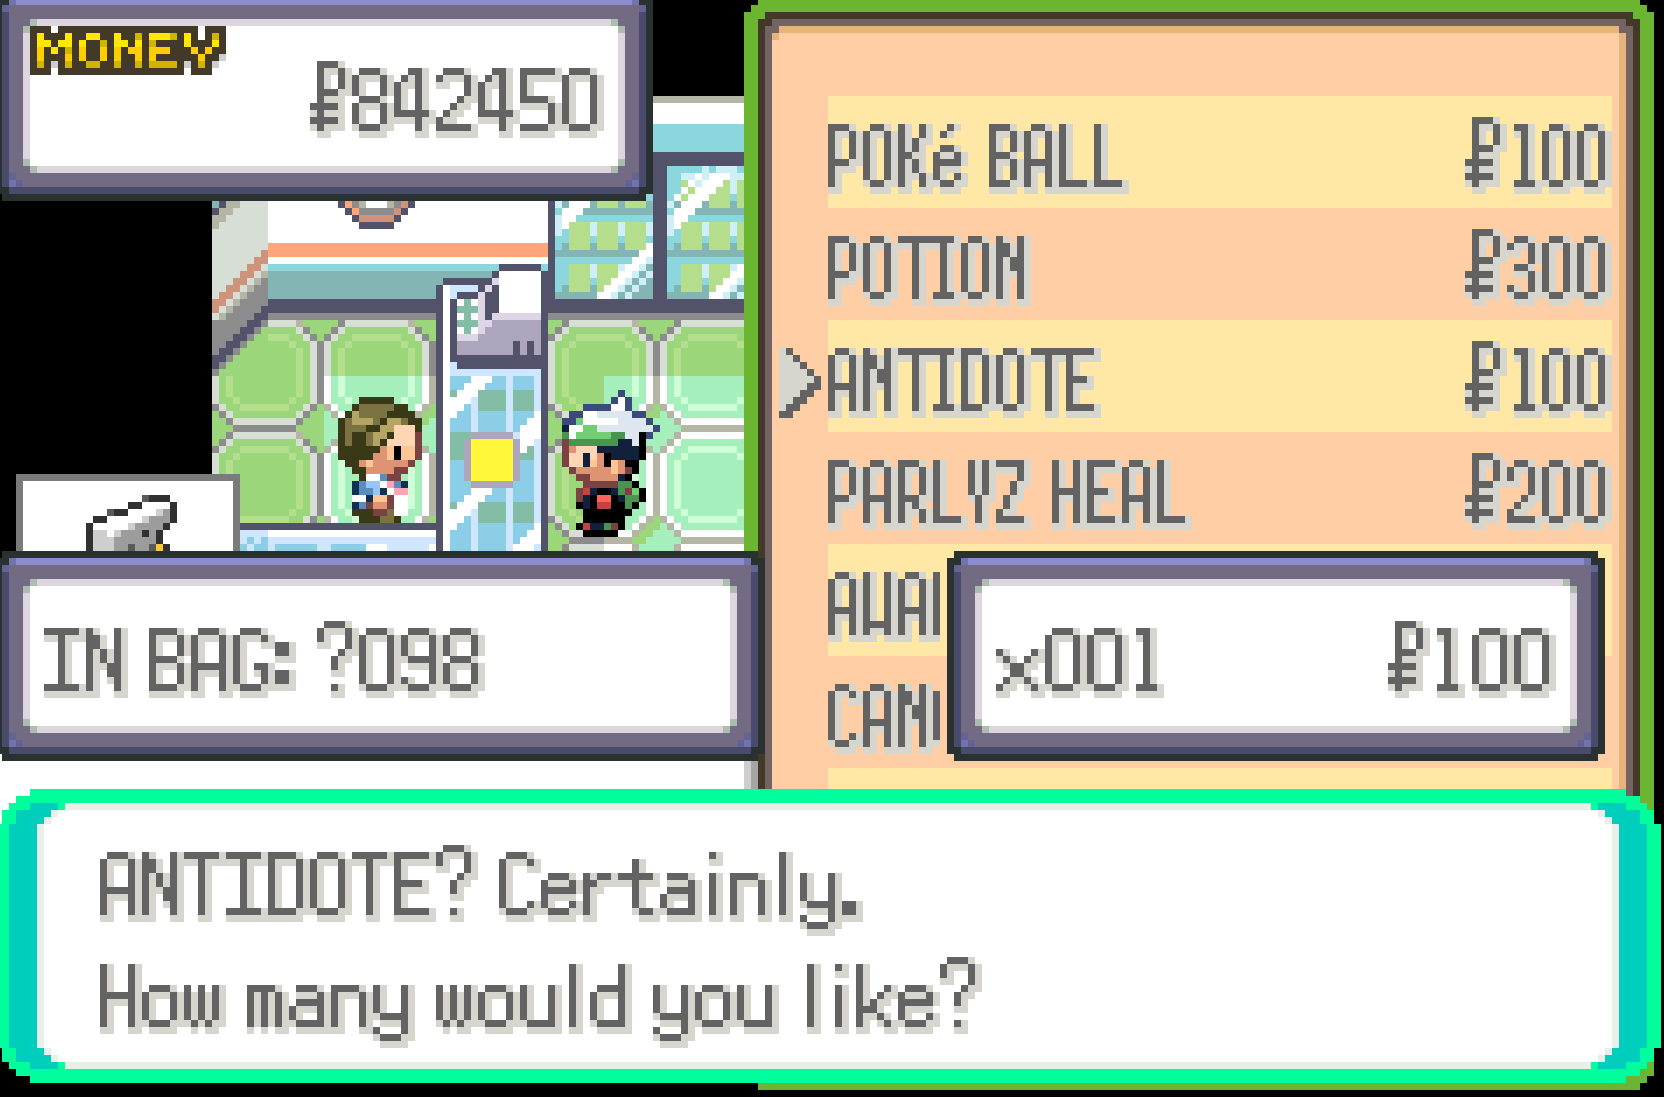 MONEY
₽842450
POKé BALL ₽100
POTION ₽300
ANTIDOTE ₽100
PARLYZ HEAL ₽200
IN BAG: ?098
x001 ₽100
ANTIDOTE? Certainly.
How many would you like?